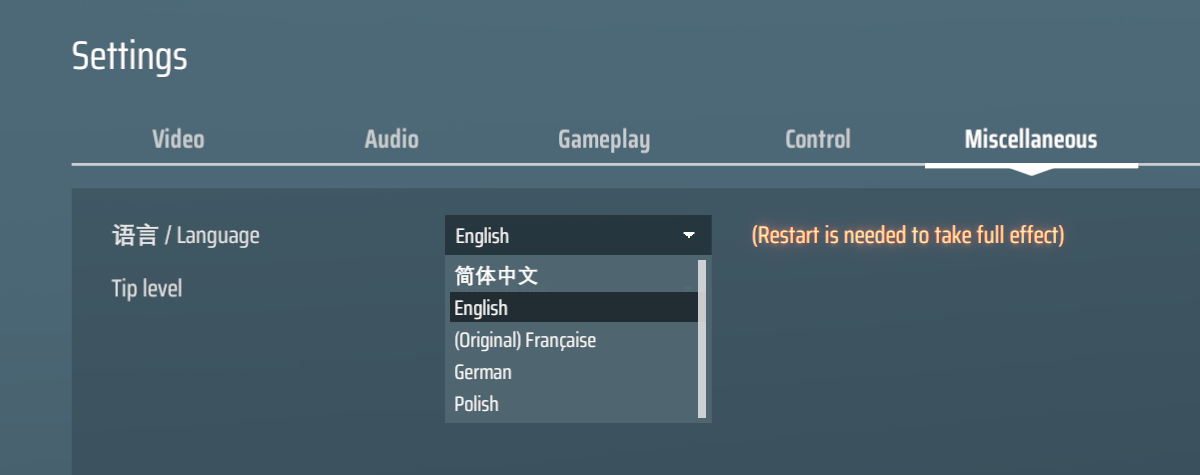 Settings
Video Audio Gameplay Control Miscellaneous
语言 / Language English (Restart is needed to take full effect)
简体中文
Tip level
English
(Original) Française
German
Polish